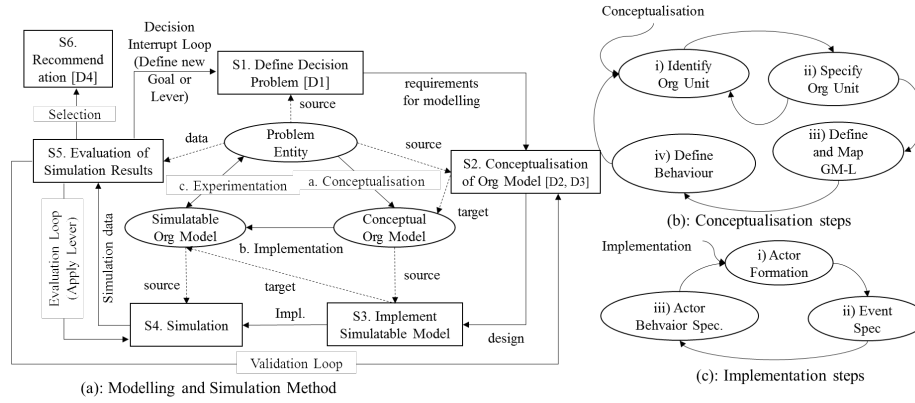 S6.
Recommend
ation [D4]
Decision
Interrupt Loop
(Define new
Goal or
Lever)
S1. Define Decision
Problem [D1]
requirements
for modelling
Selection
source
data
Problem
Entity
source
S5. Evaluation of
Simulation Results
S2. Conceptualisation
of Org Model [D2, D3]
c. Experimentation
a. Conceptualisation
target
Simulatable
Org Model
Conceptual
Org Model
b. Implementation
Evaluation Loop
(Apply Lever)
Simulation data
source
target
source
S4. Simulation
Impl.
S3. Implement
Simulatable Model
design
Validation Loop
(a): Modelling and Simulation Method
Conceptualisation
i) Identify
Org Unit
ii) Specify
Org Unit
iii) Define
and Map
GM-L
iv) Define
Behaviour
(b): Conceptualisation steps
Implementation
i) Actor
Formation
iii) Actor
Behvaior Spec.
ii) Event
Spec
(c): Implementation steps